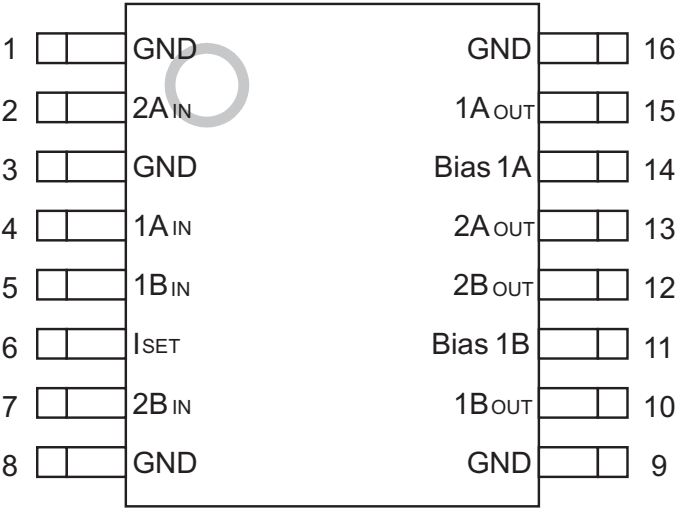 1 GND GND 16
2 2A IN 1A OUT 15
3 GND Bias 1A 14
4 1A IN 2A OUT 13
5 1B IN 2B OUT 12
6 ISET Bias 1B 11
7 2B IN 1B OUT 10
8 GND GND 9